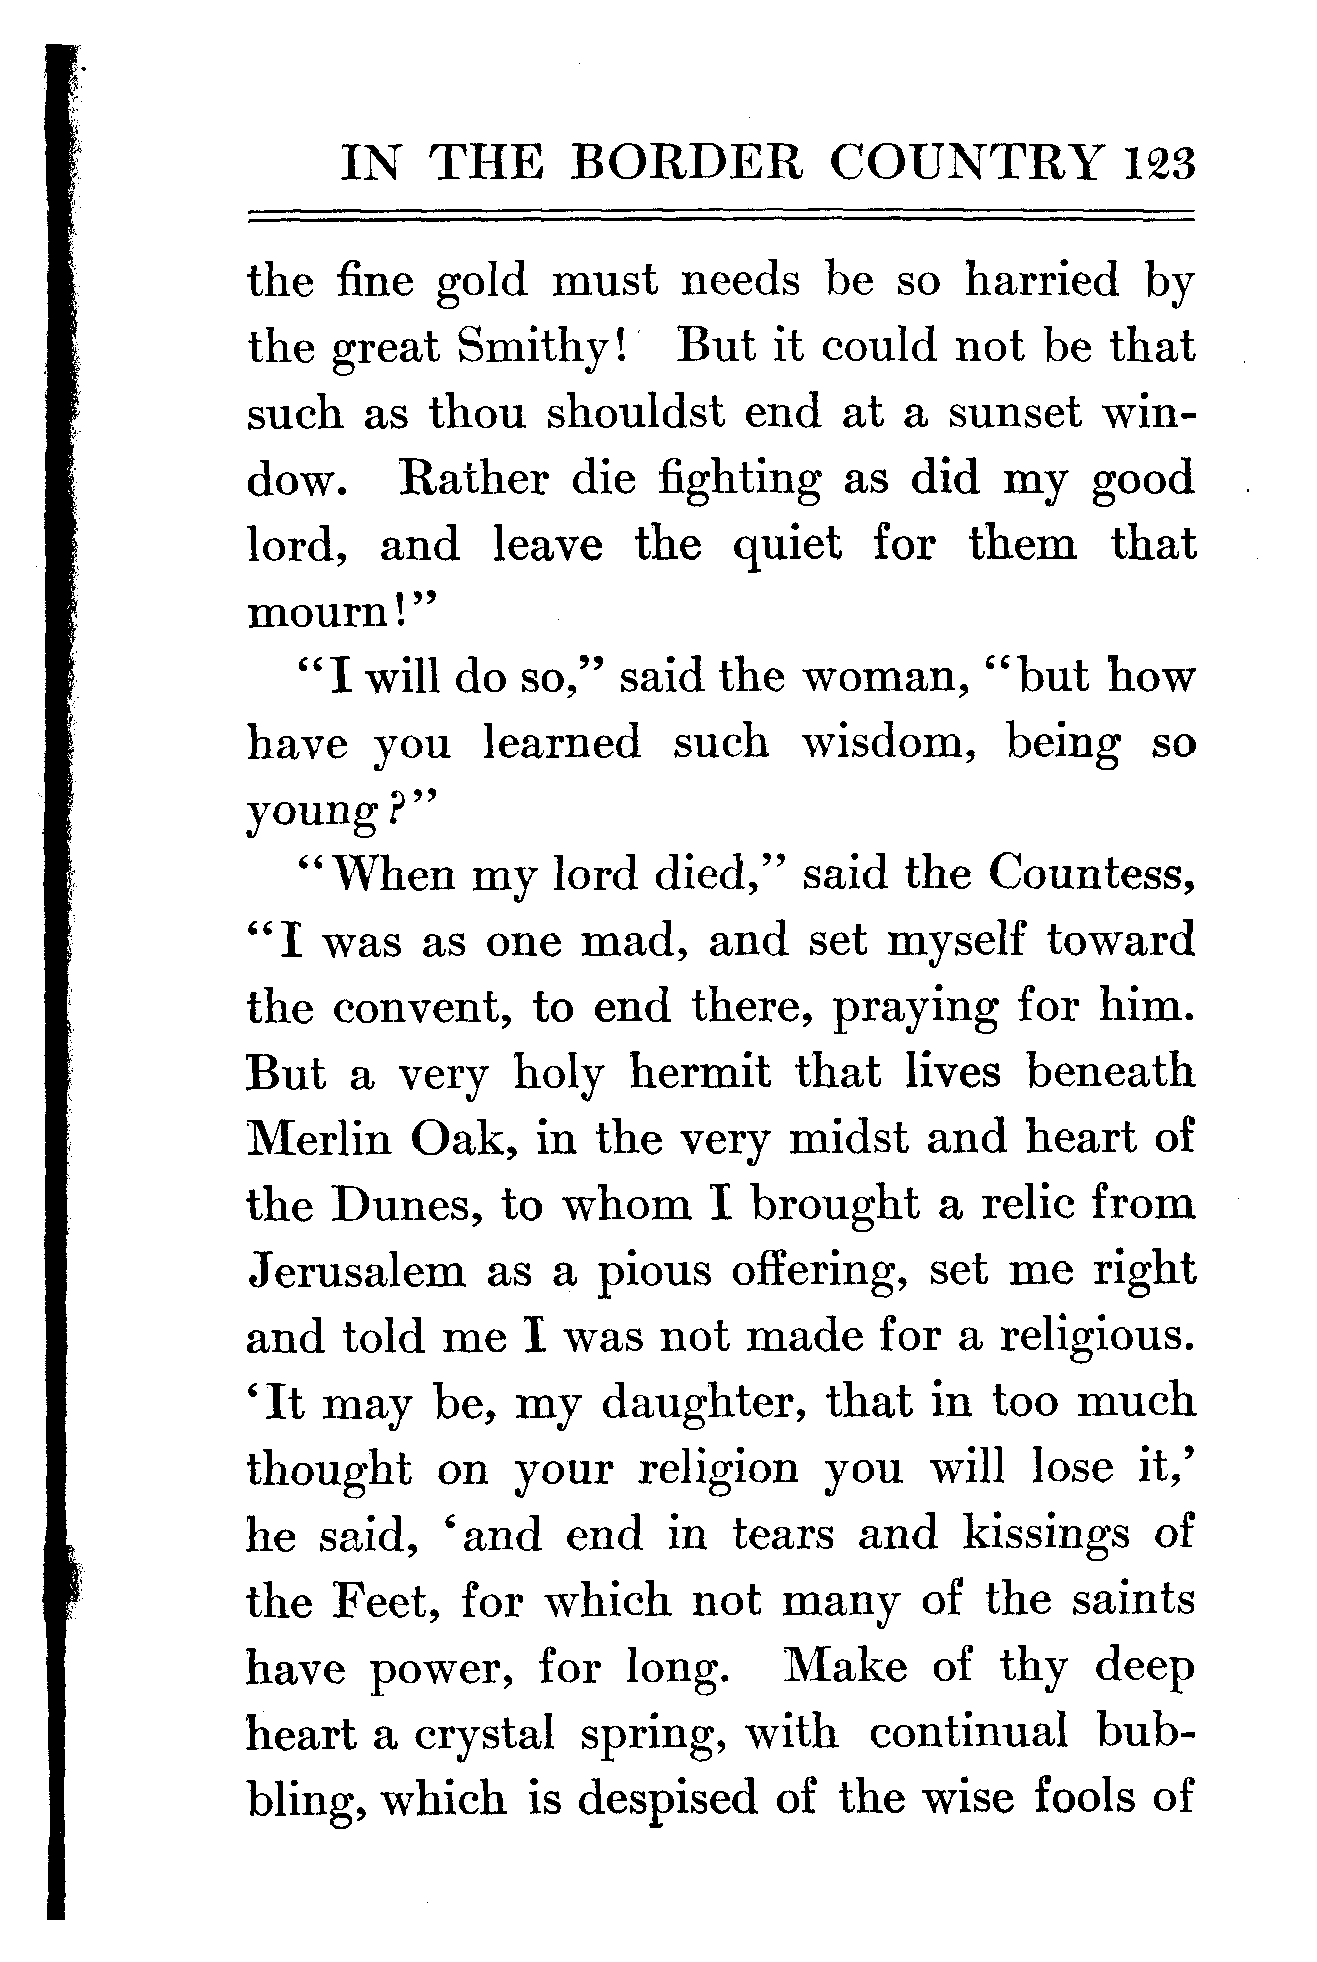 IN THE BORDER COUNTRY 123
the fine gold must needs be so harried by
the great Smithy! But it could not be that
such as thou shouldst end at a sunset win-
dow. Rather die fighting as did my good
lord, and leave the quiet for them that
mourn!”
“I will do so,” said the woman, “but how
have you learned such wisdom, being so
young?”
“When my lord died,” said the Countess,
“I was as one mad, and set myself toward
the convent, to end there, praying for him.
But a very holy hermit that lives beneath
Merlin Oak, in the very midst and heart of
the Dunes, to whom I brought a relic from
Jerusalem as a pious offering, set me right
and told me I was not made for a religious.
‘It may be, my daughter, that in too much
thought on your religion you will lose it,’
he said, ‘and end in tears and kissings of
the Feet, for which not many of the saints
have power, for long. Make of thy deep
heart a crystal spring, with continual bub-
bling, which is despised of the wise fools of